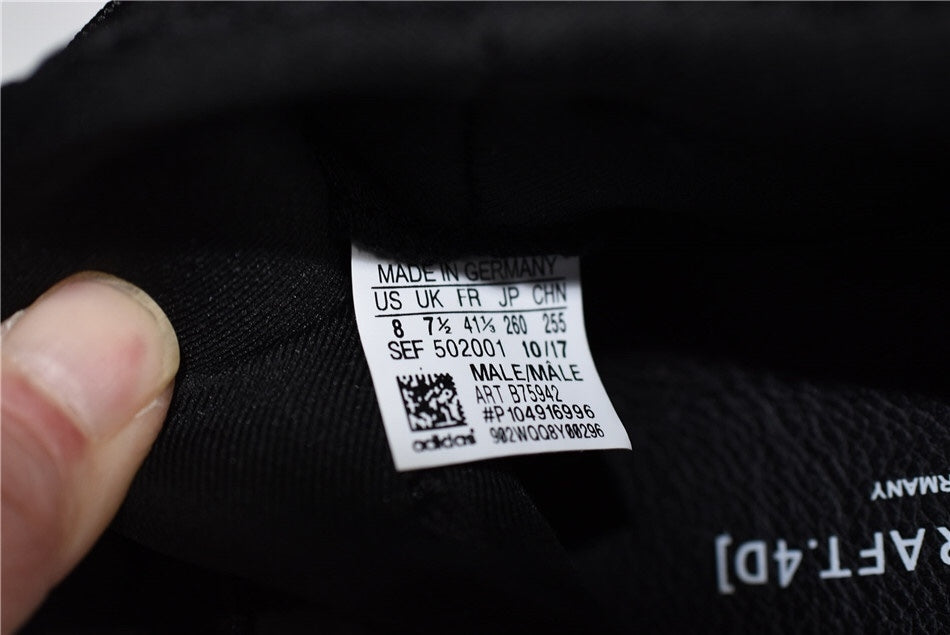 MADE IN GERMANY
US UK FR JP CHN
8 7½ 41⅓ 260 255
SEF 502001 10/17
MALE/MÂLE
ART B75942
#P104916996
902WQQ8Y00296
adidas
RMANY
RAFT.4D]